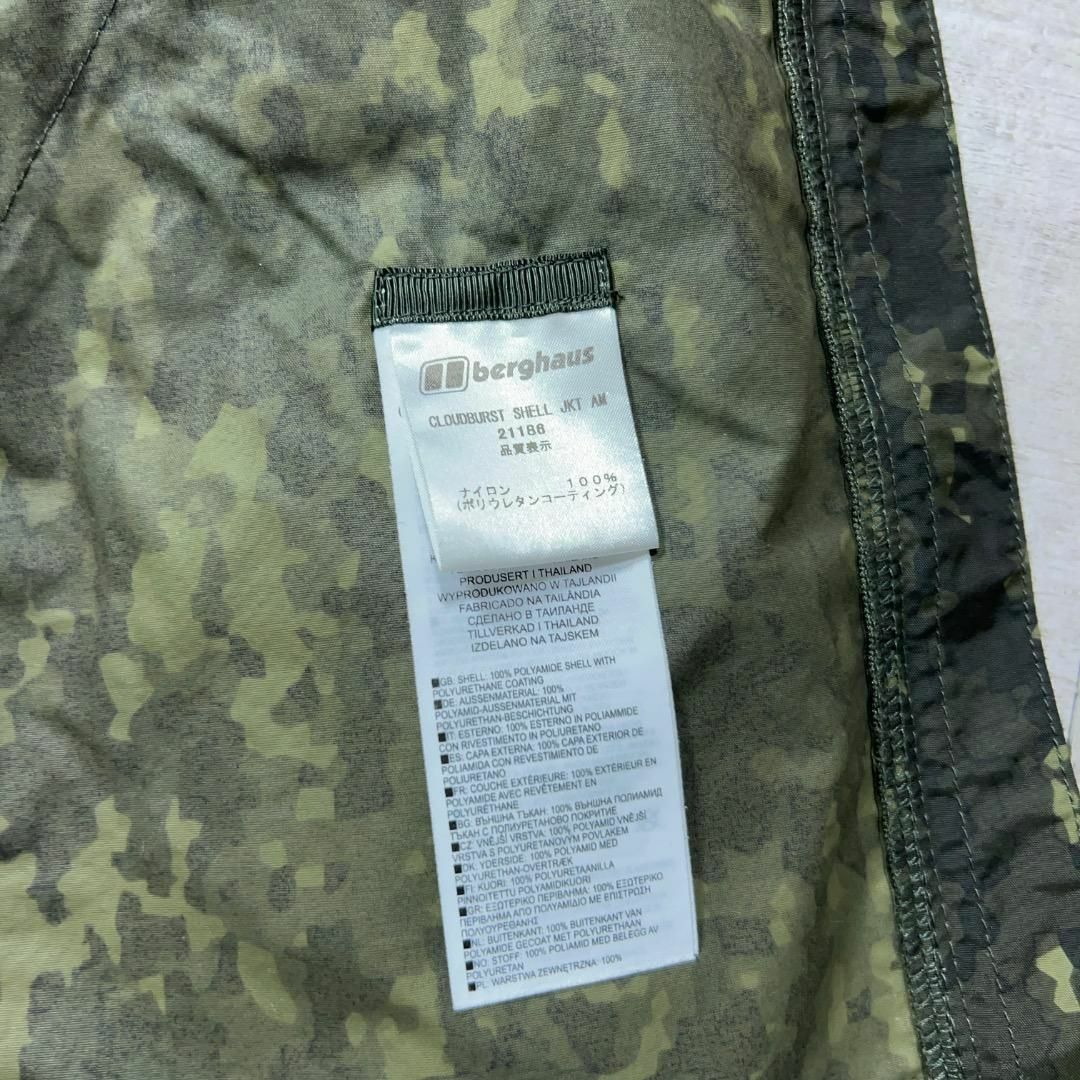 berghaus
CLOUDBURST SHELL JKT AM
21186
品質表示
ナイロン 100%
(ポリウレタンコーティング)
PRODUSERT I THAILAND
WYPRODUKOWANO W TAJLANDII
FABRICADO NA TAILÂNDIA
СДЕЛАНО В ТАИЛАНДЕ
TILLVERKAD I THAILAND
IZDELANO NA TAJSKEM
GB: SHELL: 100% POLYAMIDE SHELL WITH
POLYURETHANE COATING
DE: AUSSENMATERIAL: 100%
POLYAMID-AUSSENMATERIAL MIT
POLYURETHAN-BESCHICHTUNG
IT: ESTERNO: 100% ESTERNO IN POLIAMMIDE
CON RIVESTIMENTO IN POLIURETANO
ES: CAPA EXTERNA: 100% CAPA EXTERIOR DE
POLIAMIDA CON REVESTIMIENTO DE
POLIURETANO
FR: COUCHE EXTÉRIEURE: 100% EXTÉRIEUR EN
POLYAMIDE AVEC REVÊTEMENT EN
POLYURÉTHANE
BG: ВЪНШНА ТЪКАН: 100% ВЪНШНА ПОЛИАМИД
ТЪКАН С ПОЛИУРЕТАНОВО ПОКРИТИЕ
CZ: VNĚJŠÍ VRSTVA: 100% POLYAMID VNĚJŠÍ
VRSTVA S POLYURETANOVÝM POVLAKEM
DK: YDERSIDE: 100% POLYAMID MED
POLYURETHAN-OVERTRÆK
FI: KUORI: 100% POLYURETAANILLA
PINNOITETTU POLYAMIDIKUORI
GR: ΕΞΩΤΕΡΙΚΟ ΠΕΡΙΒΛΗΜΑ: 100% ΕΞΩΤΕΡΙΚΟ
ΠΕΡΙΒΛΗΜΑ ΑΠΟ ΠΟΛΥΑΜΙΔΙΟ ΜΕ ΕΠΙΣΤΡΩΣΗ
ΠΟΛΥΟΥΡΕΘΑΝΗΣ
NL: BUITENKANT: 100% BUITENKANT VAN
POLYAMIDE GECOAT MET POLYURETHAAN
NO: STOFF: 100% POLIAMID MED BELEGG AV
POLYURETAN
PL: WARSTWA ZEWNĘTRZNA: 100%